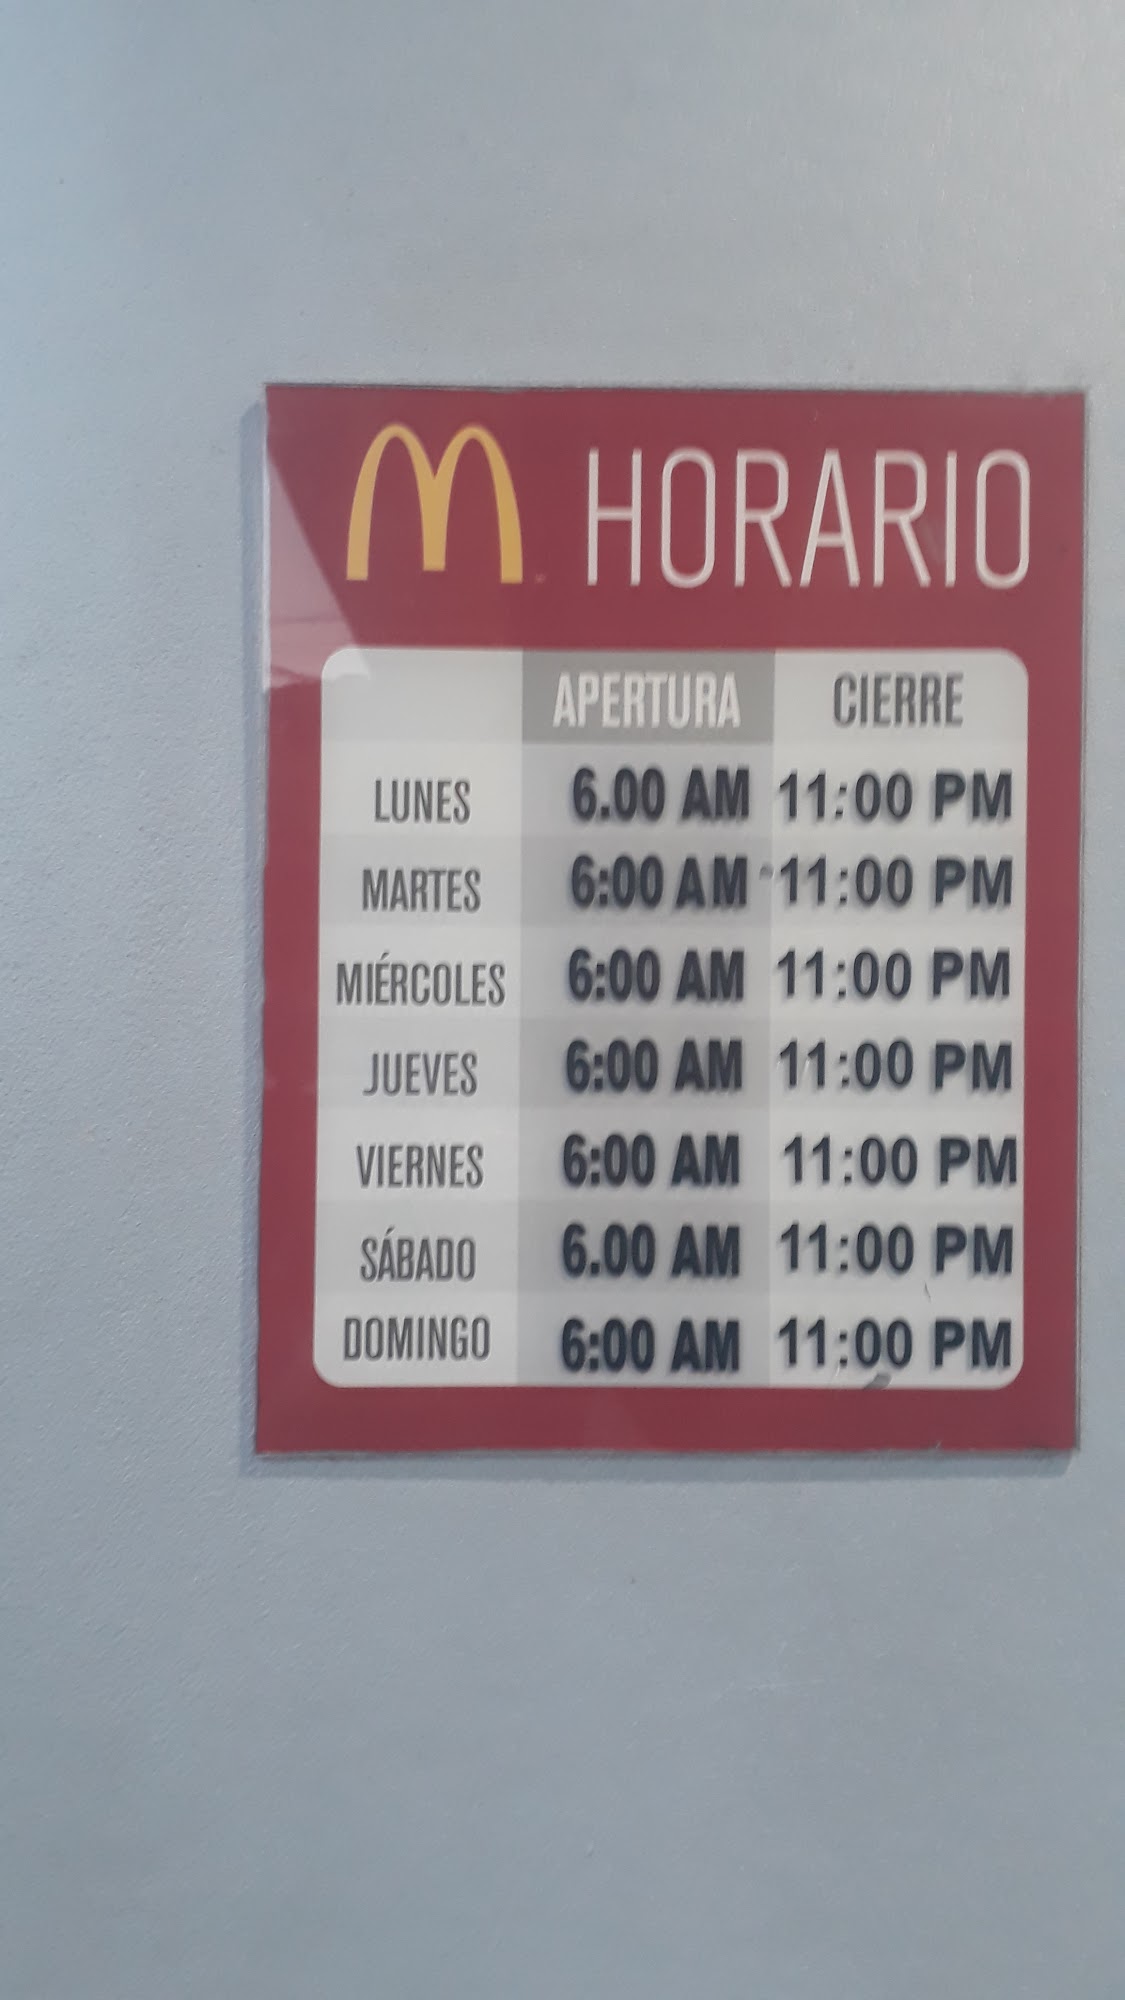 M HORARIO
APERTURA CIERRE
LUNES 6.00 AM 11:00 PM
MARTES 6:00 AM 11:00 PM
MIÉRCOLES 6:00 AM 11:00 PM
JUEVES 6:00 AM 11:00 PM
VIERNES 6:00 AM 11:00 PM
SÁBADO 6.00 AM 11:00 PM
DOMINGO 6:00 AM 11:00 PM